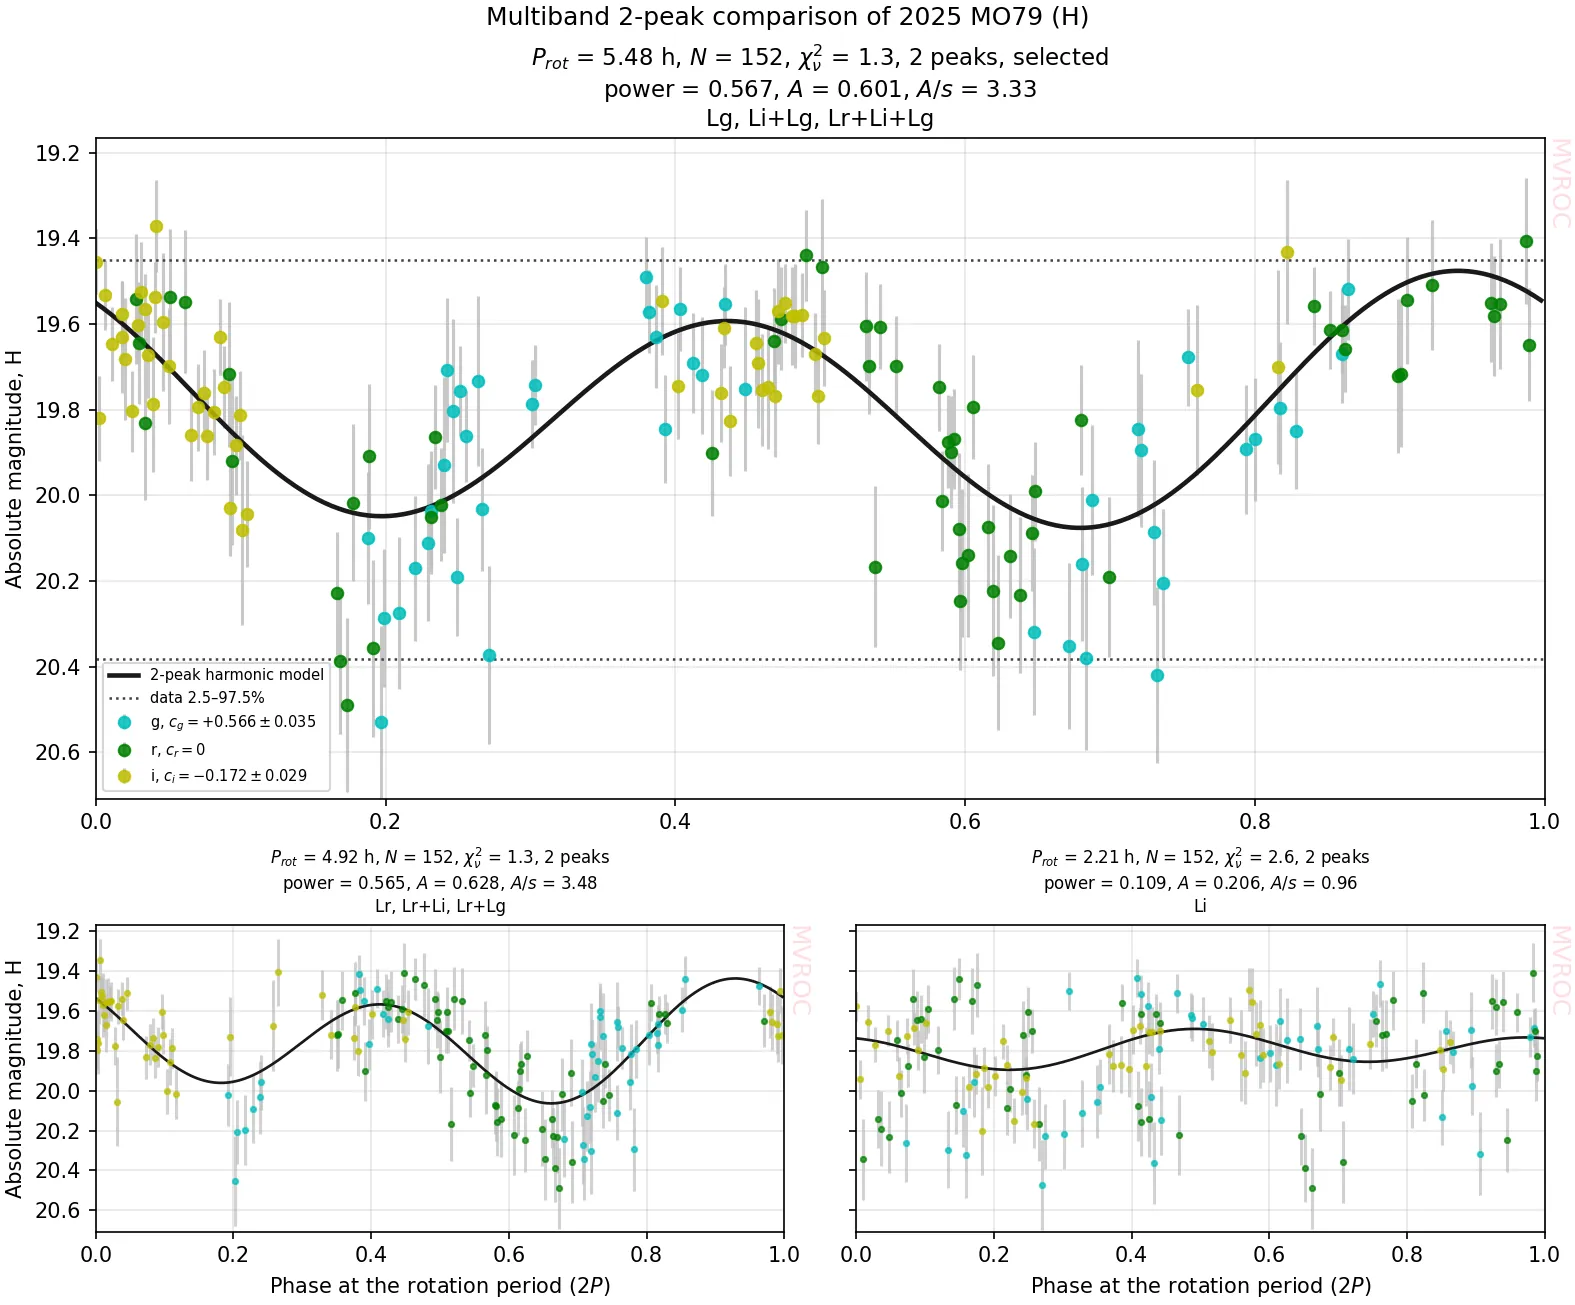 Multiband 2-peak comparison of 2025 MO79 (H)
P_rot = 5.48 h, N = 152, χ²_ν = 1.3, 2 peaks, selected
power = 0.567, A = 0.601, A/s = 3.33
Lg, Li+Lg, Lr+Li+Lg
MVROC
Absolute magnitude, H
19.2
19.4
19.6
19.8
20.0
20.2
20.4
20.6
2-peak harmonic model
data 2.5–97.5%
g, c_g = +0.566 ± 0.035
r, c_r = 0
i, c_i = −0.172 ± 0.029
0.0 0.2 0.4 0.6 0.8 1.0
P_rot = 4.92 h, N = 152, χ²_ν = 1.3, 2 peaks
power = 0.565, A = 0.628, A/s = 3.48
Lr, Lr+Li, Lr+Lg
MVROC
Absolute magnitude, H
19.2
19.4
19.6
19.8
20.0
20.2
20.4
20.6
0.0 0.2 0.4 0.6 0.8 1.0
Phase at the rotation period (2P)
P_rot = 2.21 h, N = 152, χ²_ν = 2.6, 2 peaks
power = 0.109, A = 0.206, A/s = 0.96
Li
MVROC
0.0 0.2 0.4 0.6 0.8 1.0
Phase at the rotation period (2P)